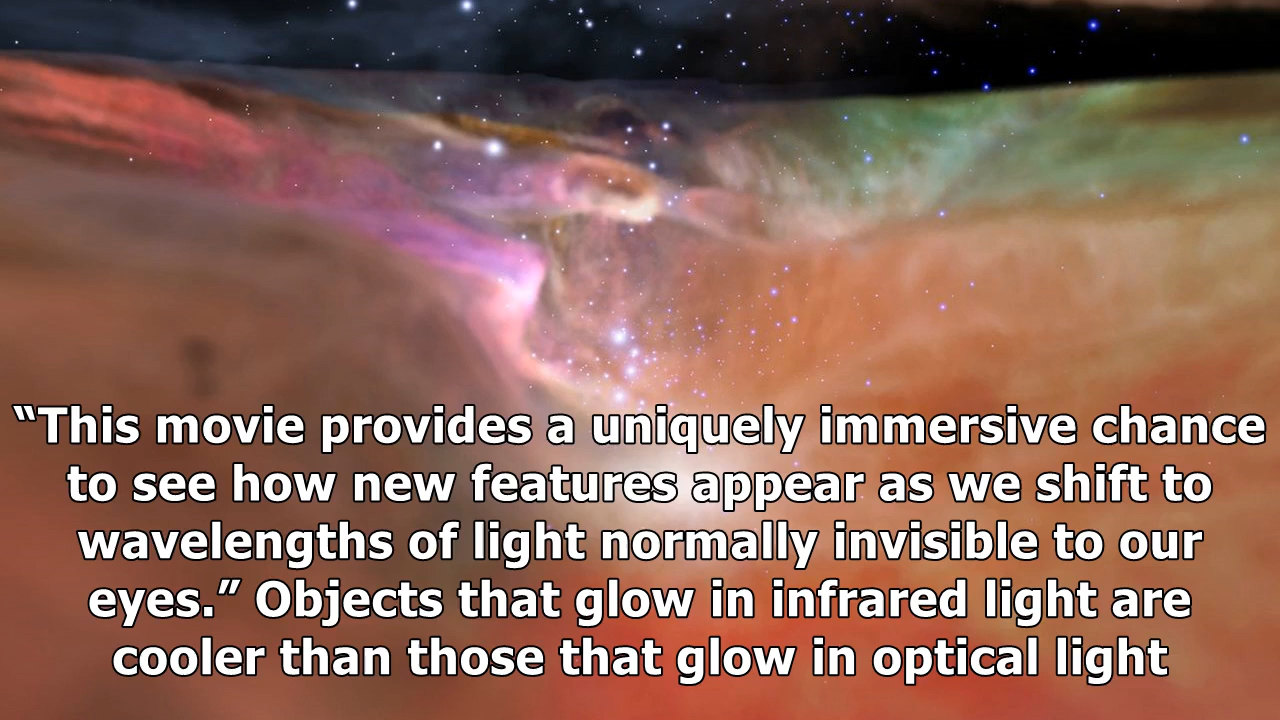 “This movie provides a uniquely immersive chance
to see how new features appear as we shift to
wavelengths of light normally invisible to our
eyes.” Objects that glow in infrared light are
cooler than those that glow in optical light